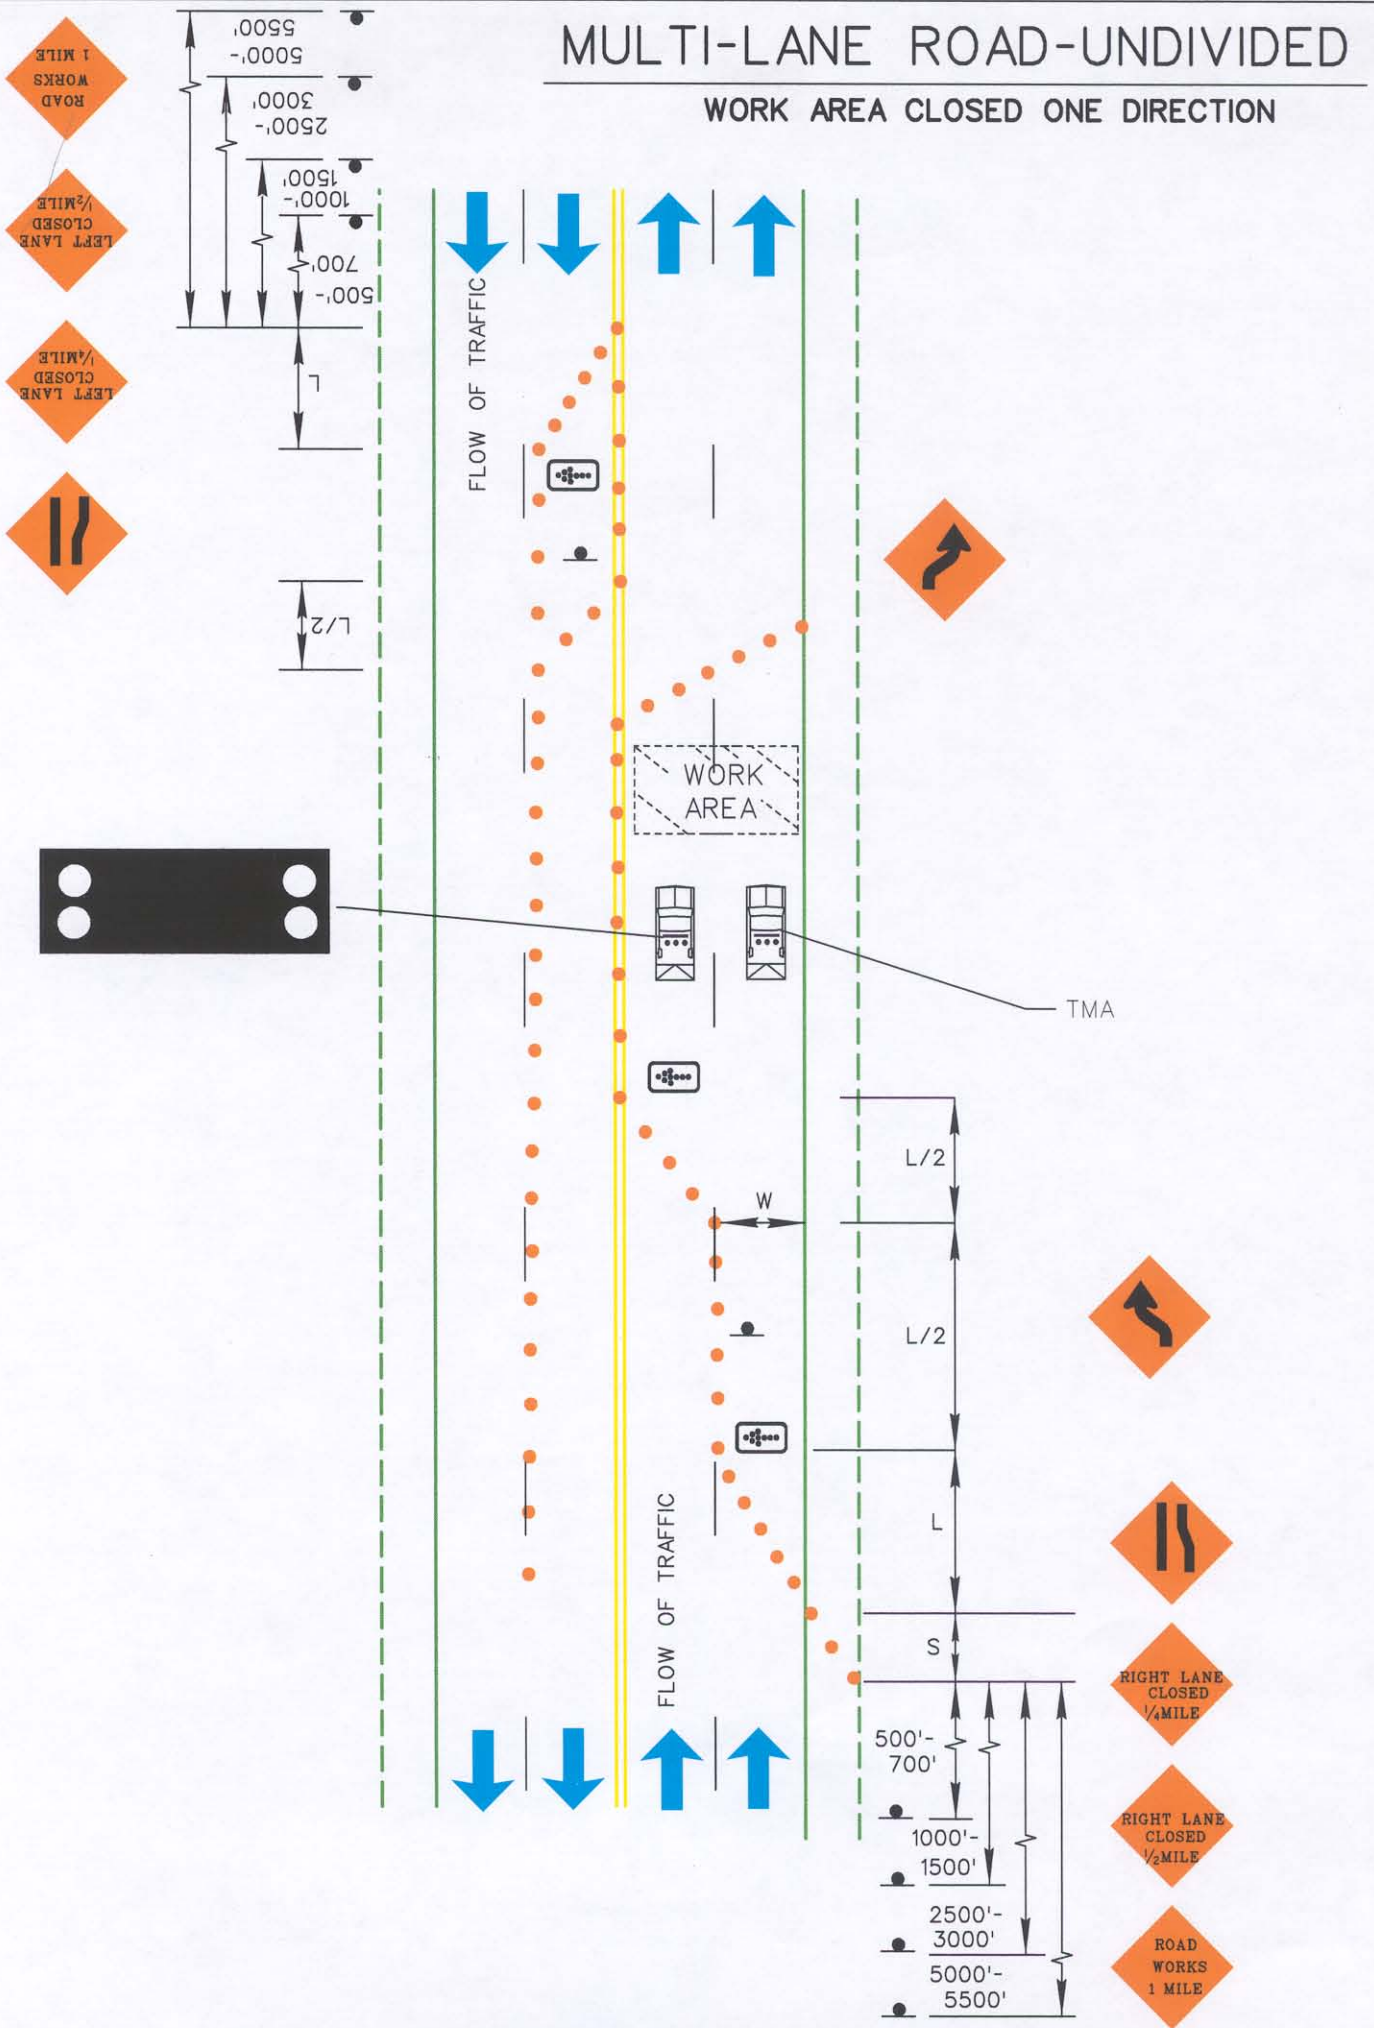 MULTI-LANE ROAD-UNDIVIDED
WORK AREA CLOSED ONE DIRECTION
ROAD
WORKS
1 MILE
LEFT LANE
CLOSED
½MILE
LEFT LANE
CLOSED
¼MILE
5000'-
5500'
2500'-
3000'
1000'-
1500'
500'-
700'
L
L/2
FLOW OF TRAFFIC
WORK
AREA
TMA
L/2
W
L/2
L
S
FLOW OF TRAFFIC
500'-
700'
1000'-
1500'
2500'-
3000'
5000'-
5500'
RIGHT LANE
CLOSED
¼MILE
RIGHT LANE
CLOSED
½MILE
ROAD
WORKS
1 MILE